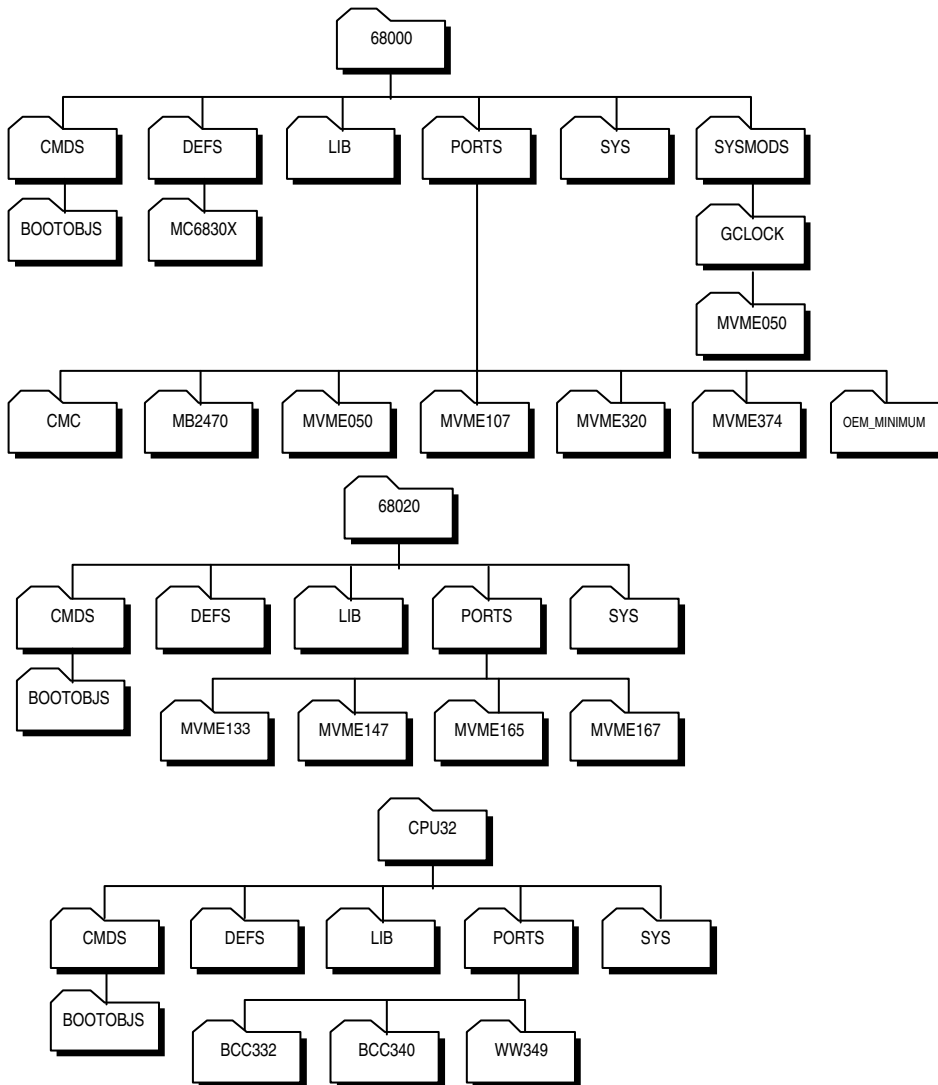 68000
CMDS DEFS LIB PORTS SYS SYSMODS
BOOTOBJS MC6830X GCLOCK
MVME050
CMC MB2470 MVME050 MVME107 MVME320 MVME374 OEM_MINIMUM
68020
CMDS DEFS LIB PORTS SYS
BOOTOBJS
MVME133 MVME147 MVME165 MVME167
CPU32
CMDS DEFS LIB PORTS SYS
BOOTOBJS
BCC332 BCC340 WW349